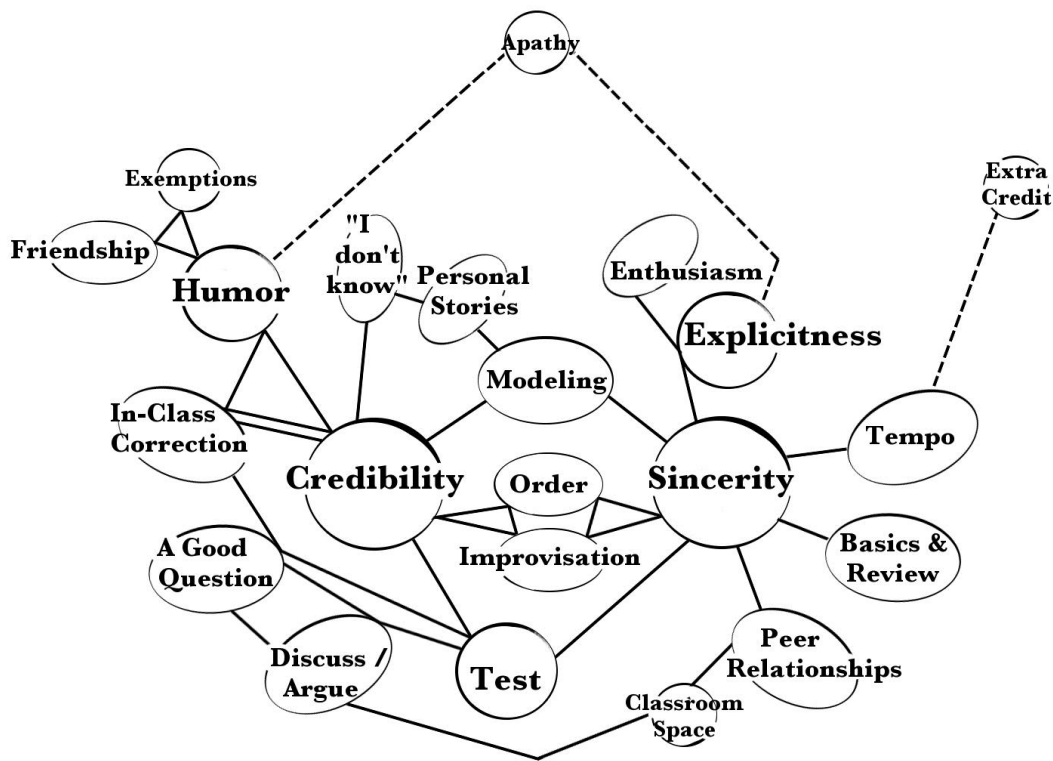 Apathy
Exemptions
Extra
Credit
Friendship
"I
don't
know"
Personal
Stories
Enthusiasm
Humor
Explicitness
Modeling
In-Class
Correction
Tempo
Credibility
Order
Sincerity
Improvisation
A Good
Question
Basics &
Review
Discuss /
Argue
Test
Peer
Relationships
Classroom
Space